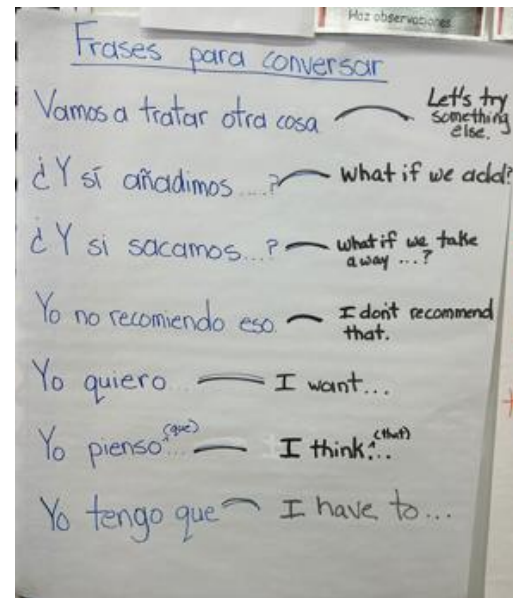 Haz observaciones
Frases para conversar
Vamos a tratar otra cosa
Let's try
something
else.
¿Y sí añadimos ....?
what if we add?
¿Y si sacamos...?
what if we take
away ...?
Yo no recomiendo eso.
I don't recommend
that.
Yo quiero...
I want...
Yo pienso (que)...
I think (that)...
Yo tengo que
I have to...